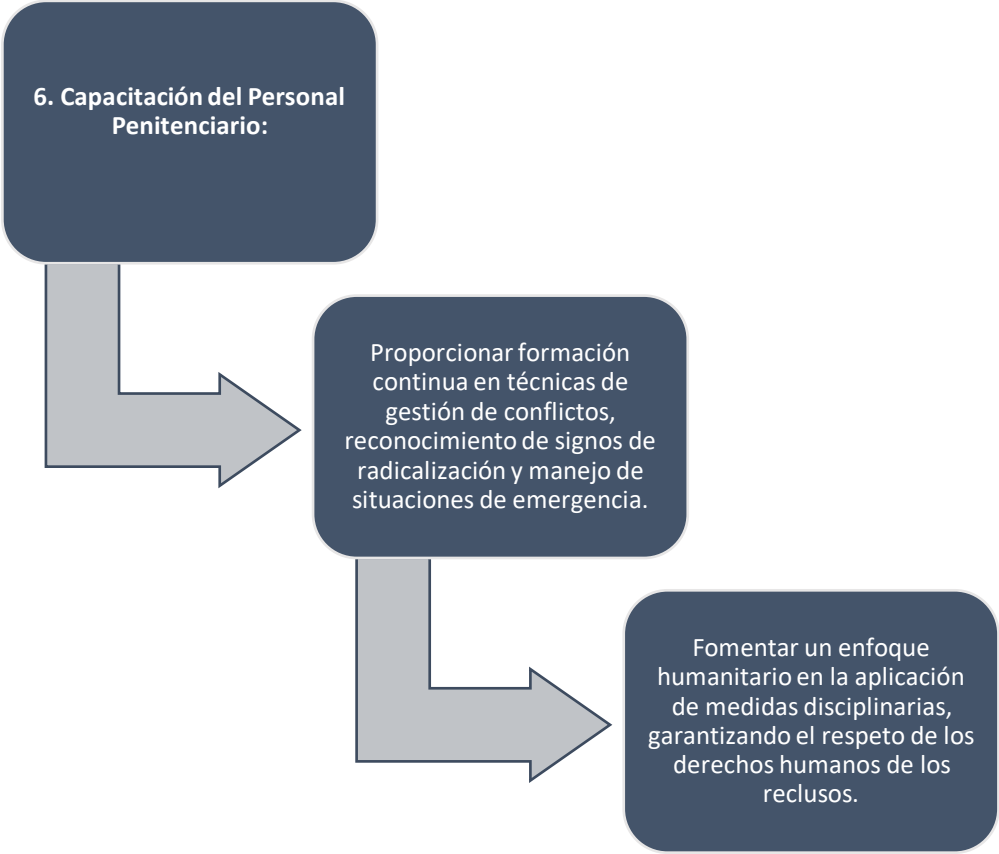 6. Capacitación del Personal
Penitenciario:
Proporcionar formación
continua en técnicas de
gestión de conflictos,
reconocimiento de signos de
radicalización y manejo de
situaciones de emergencia.
Fomentar un enfoque
humanitario en la aplicación
de medidas disciplinarias,
garantizando el respeto de los
derechos humanos de los
reclusos.